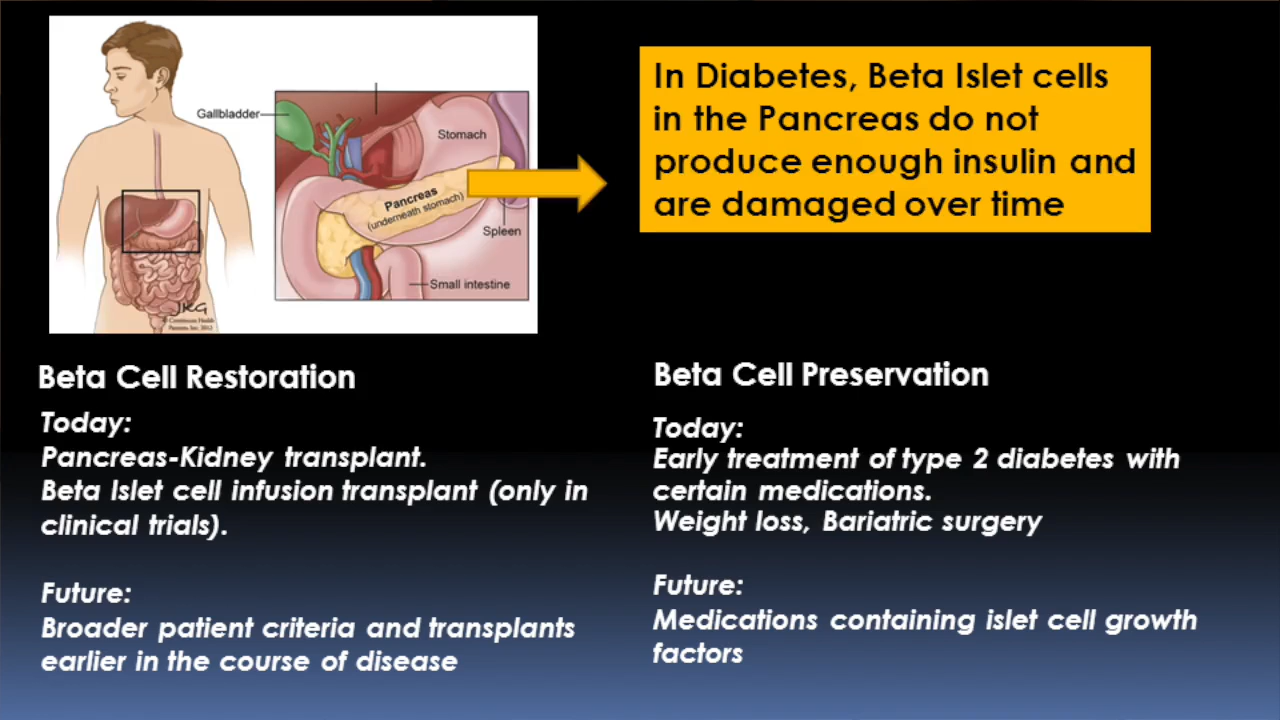 Gallbladder
Stomach
Pancreas
(underneath stomach)
Spleen
Small intestine
JKG
In Diabetes, Beta Islet cells
in the Pancreas do not
produce enough insulin and
are damaged over time
Beta Cell Restoration
Today:
Pancreas-Kidney transplant.
Beta Islet cell infusion transplant (only in
clinical trials).
Future:
Broader patient criteria and transplants
earlier in the course of disease
Beta Cell Preservation
Today:
Early treatment of type 2 diabetes with
certain medications.
Weight loss, Bariatric surgery
Future:
Medications containing islet cell growth
factors